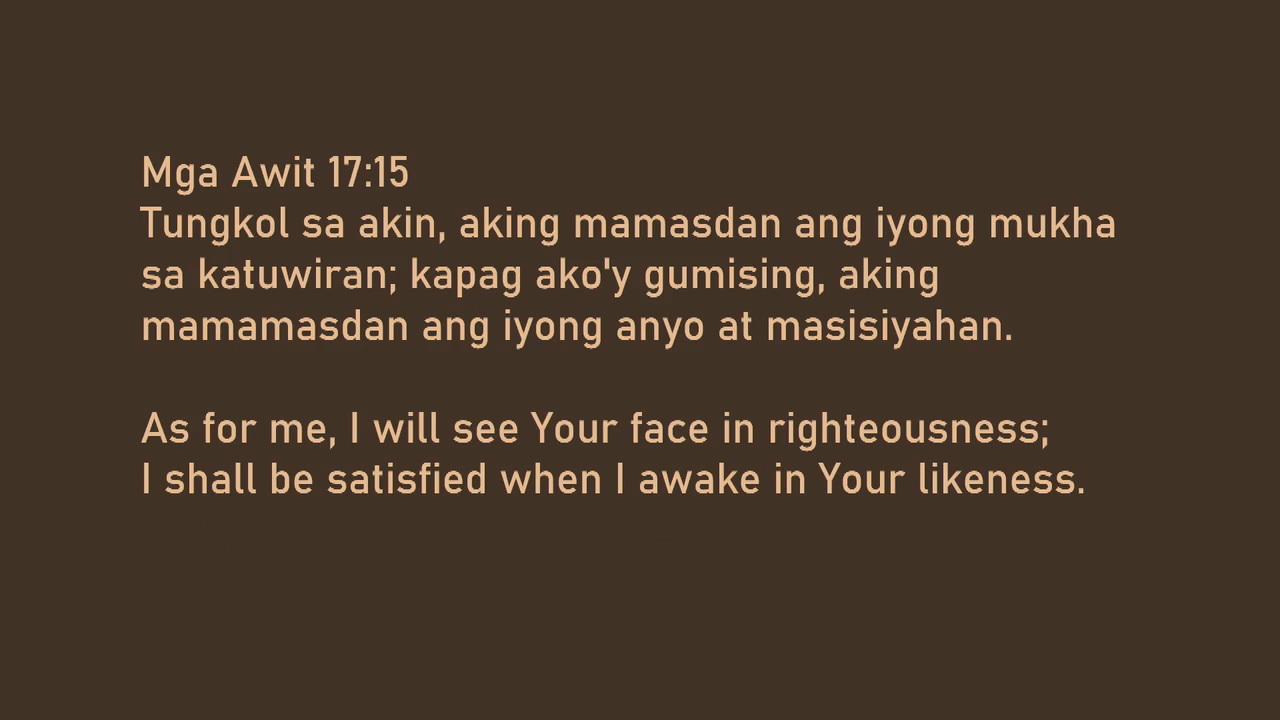 Mga Awit 17:15
Tungkol sa akin, aking mamasdan ang iyong mukha
sa katuwiran; kapag ako'y gumising, aking
mamamasdan ang iyong anyo at masisiyahan.

As for me, I will see Your face in righteousness;
I shall be satisfied when I awake in Your likeness.